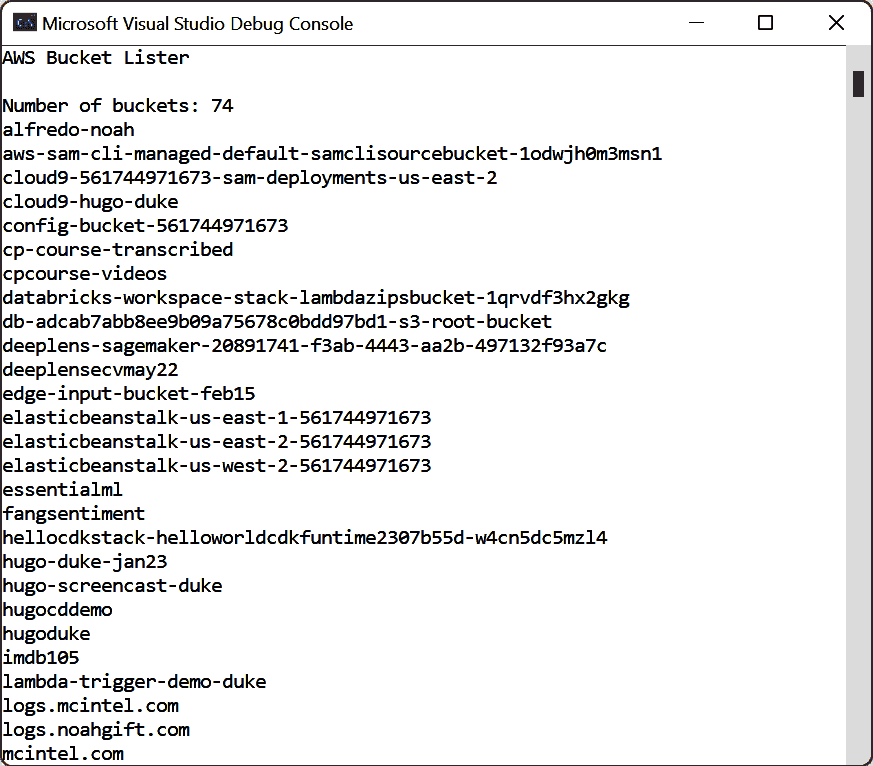 Microsoft Visual Studio Debug Console
AWS Bucket Lister
Number of buckets: 74
alfredo-noah
aws-sam-cli-managed-default-samclisourcebucket-1odwjh0m3msn1
cloud9-561744971673-sam-deployments-us-east-2
cloud9-hugo-duke
config-bucket-561744971673
cp-course-transcribed
cpcourse-videos
databricks-workspace-stack-lambdazipsbucket-1qrvdf3hx2gkg
db-adcab7abb8ee9b09a75678c0bdd97bd1-s3-root-bucket
deeplens-sagemaker-20891741-f3ab-4443-aa2b-497132f93a7c
deeplensecvmay22
edge-input-bucket-feb15
elasticbeanstalk-us-east-1-561744971673
elasticbeanstalk-us-east-2-561744971673
elasticbeanstalk-us-west-2-561744971673
essentialml
fangsentiment
hellocdkstack-helloworldcdkfuntime2307b55d-w4cn5dc5mzl4
hugo-duke-jan23
hugo-screencast-duke
hugocddemo
hugoduke
imdb105
lambda-trigger-demo-duke
logs.mcintel.com
logs.noahgift.com
mcintel.com